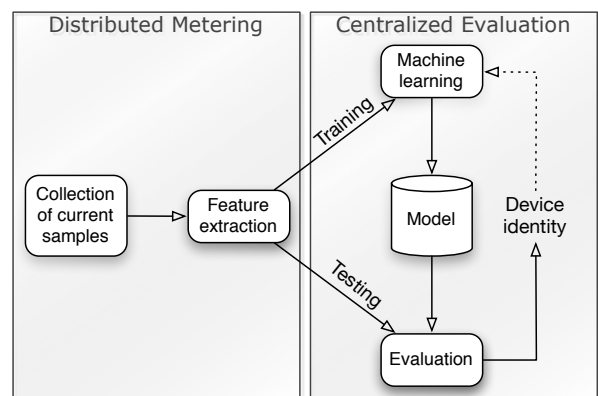 Distributed Metering
Centralized Evaluation
Machine
learning
Training
Collection
of current
samples
Feature
extraction
Model
Device
identity
Testing
Evaluation